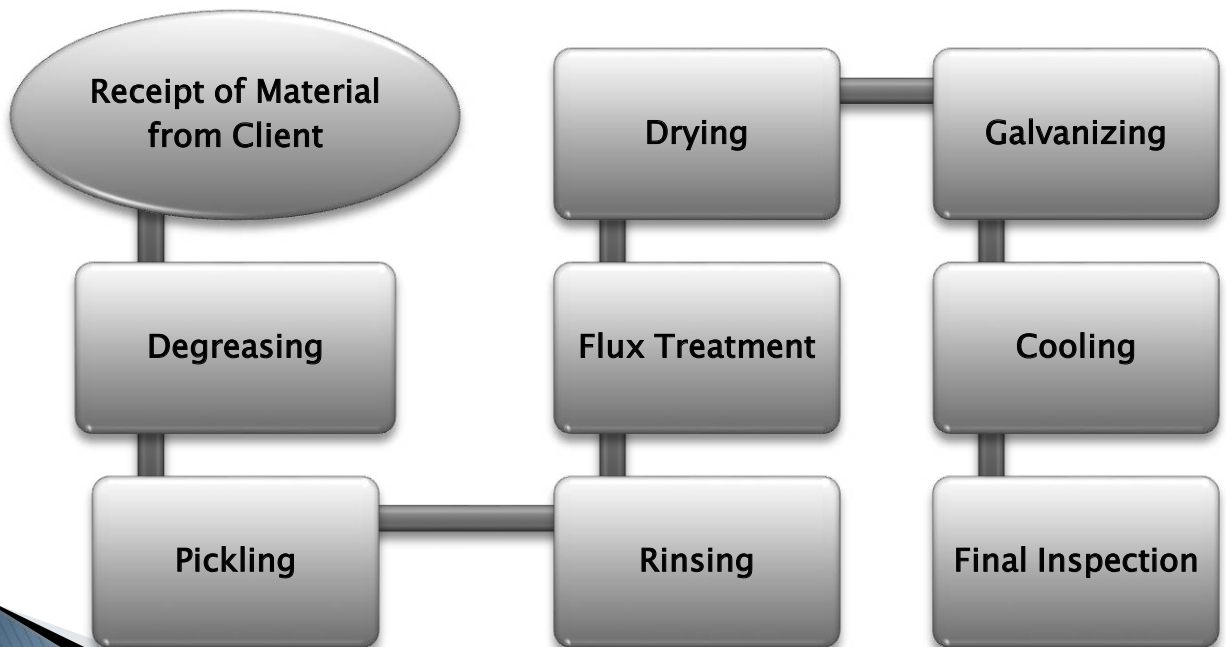 Receipt of Material
from Client
Degreasing
Pickling
Rinsing
Flux Treatment
Drying
Galvanizing
Cooling
Final Inspection